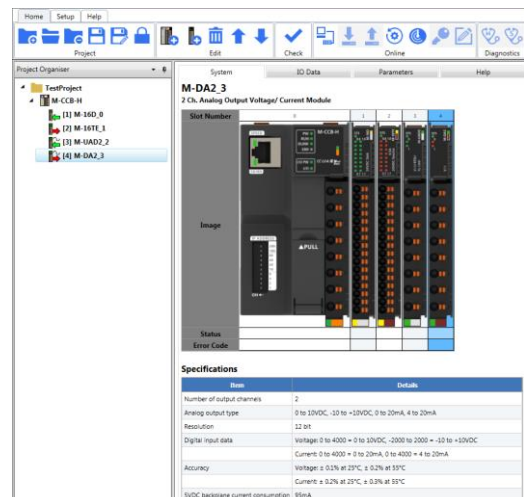 Home Setup Help
Project Edit Check Online Diagnostics
Project Organiser
System IO Data Parameters Help
TestProject
M-CCB-H
[1] M-16D_0
[2] M-16TE_1
[3] M-UAD2_2
[4] M-DA2_3
M-DA2_3
2 Ch. Analog Output Voltage/ Current Module
Slot Number 0 1 2 3 4
M-CCB-H
Image
▲PULL
Status
Error Code
Specifications
Item Details
Number of output channels 2
Analog output type 0 to 10VDC, -10 to +10VDC, 0 to 20mA, 4 to 20mA
Resolution 12 bit
Digital input data Voltage: 0 to 4000 = 0 to 10VDC, -2000 to 2000 = -10 to +10VDC
Current: 0 to 4000 = 0 to 20mA, 0 to 4000 = 4 to 20mA
Accuracy Voltage: ± 0.1% at 25°C, ± 0.2% at 55°C
Current: ± 0.2% at 25°C, ± 0.3% at 55°C
5VDC backplane current consumption 95mA